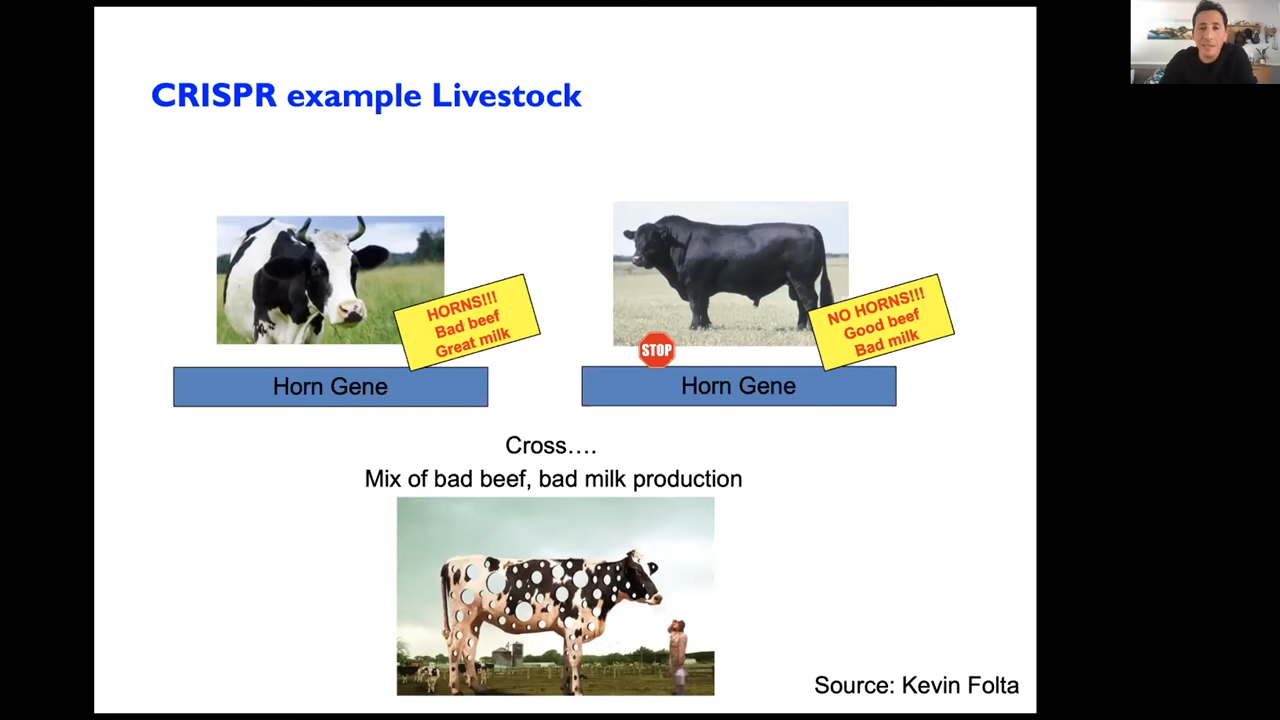 CRISPR example Livestock
HORNS!!!
Bad beef
Great milk
NO HORNS!!!
Good beef
Bad milk
STOP
Horn Gene
Horn Gene
Cross….
Mix of bad beef, bad milk production
Source: Kevin Folta